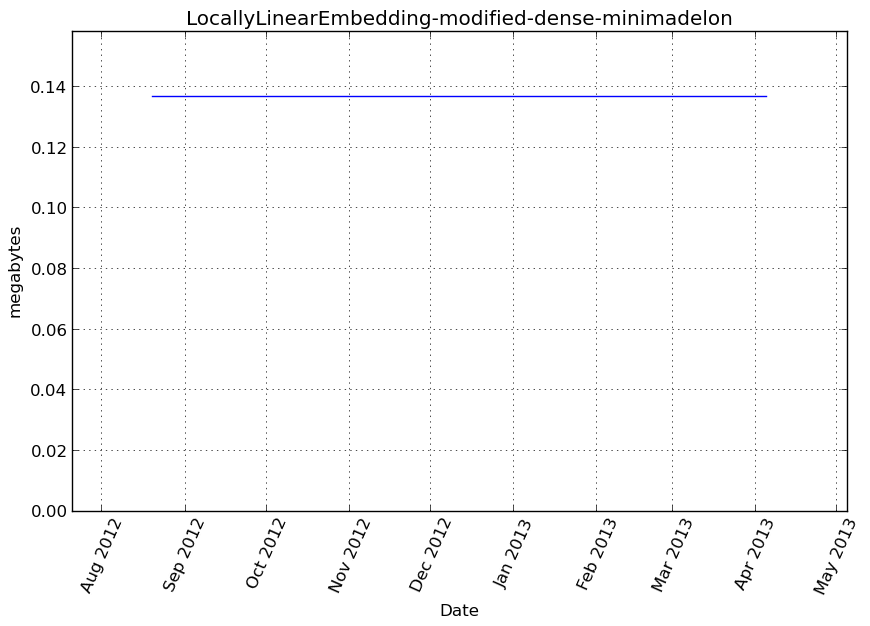 LocallyLinearEmbedding-modified-dense-minimadelon
megabytes
0.14
0.12
0.10
0.08
0.06
0.04
0.02
0.00
Aug 2012
Sep 2012
Oct 2012
Nov 2012
Dec 2012
Jan 2013
Feb 2013
Mar 2013
Apr 2013
May 2013
Date